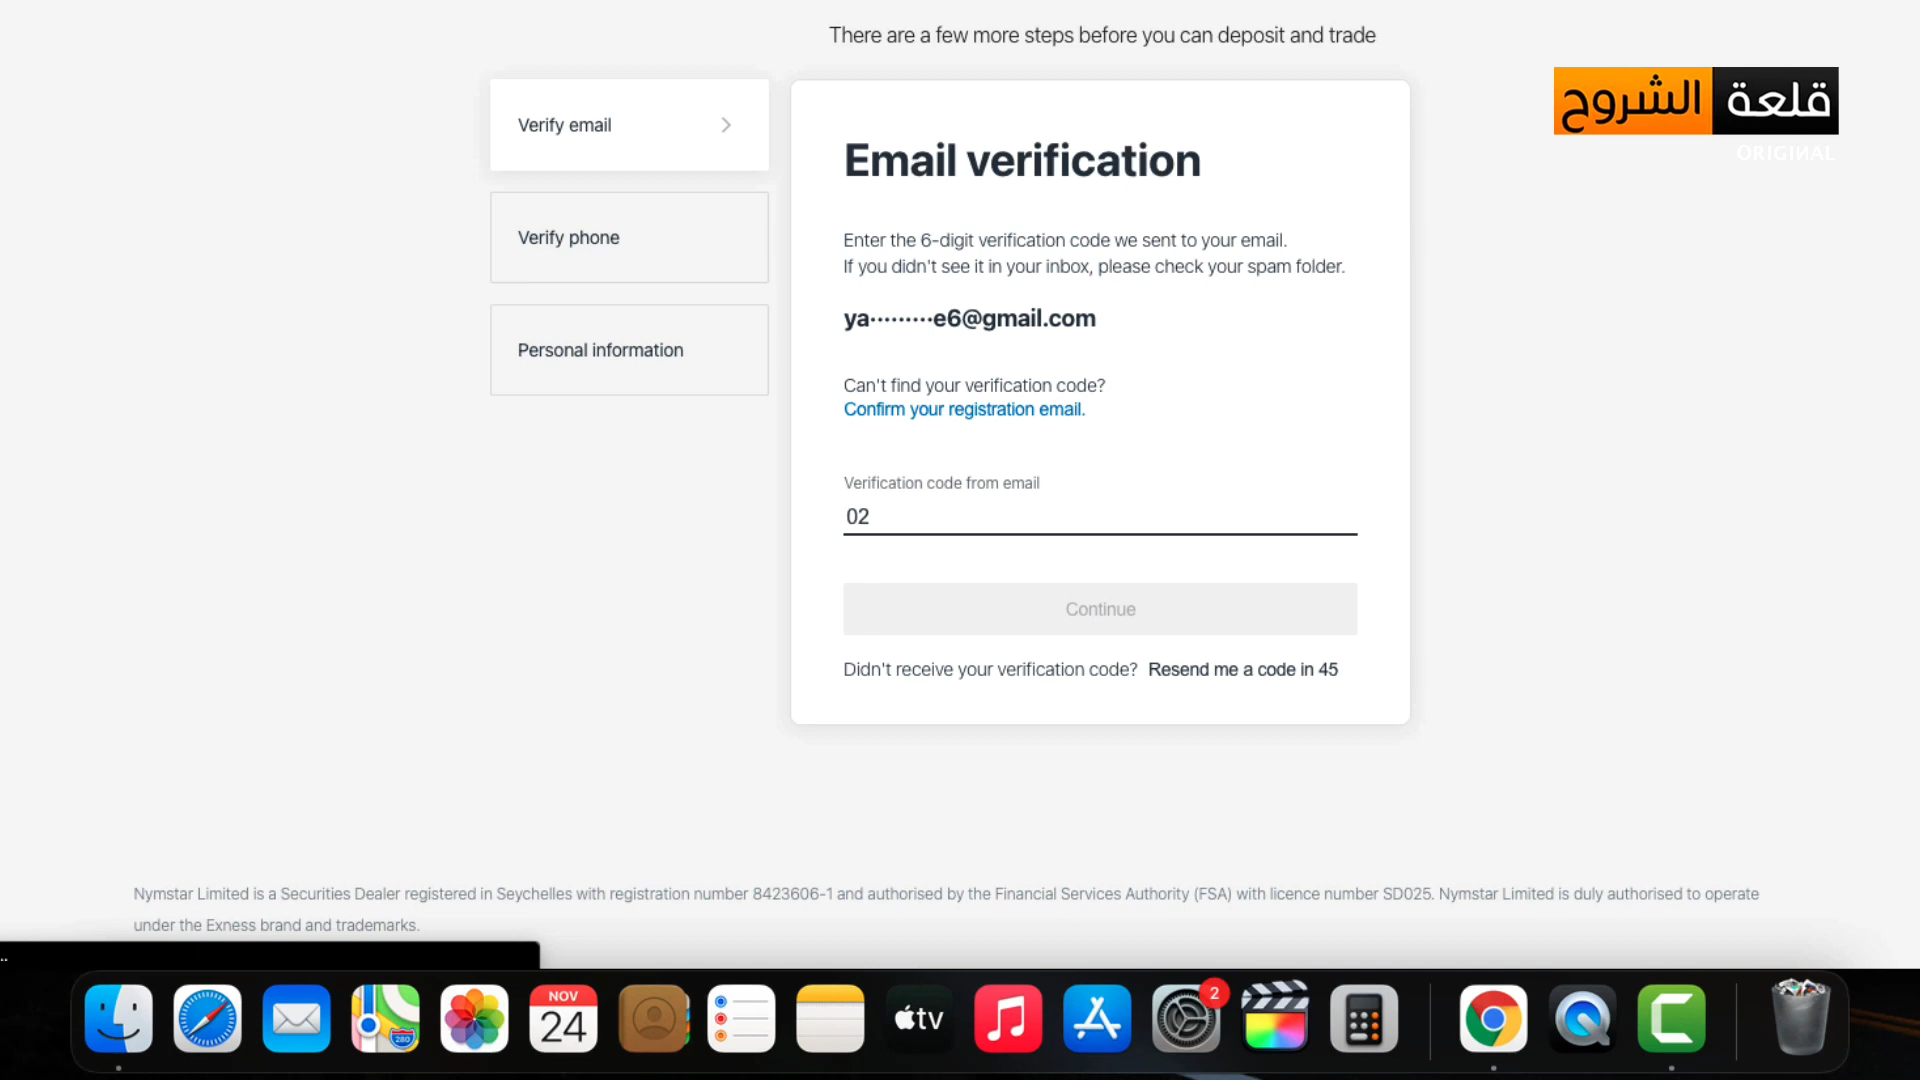 There are a few more steps before you can deposit and trade
قلعة الشروح
ORIGINAL
Verify email
Verify phone
Personal information
Email verification
Enter the 6-digit verification code we sent to your email.
If you didn't see it in your inbox, please check your spam folder.
ya·········e6@gmail.com
Can't find your verification code?
Confirm your registration email.
Verification code from email
02
Continue
Didn't receive your verification code? Resend me a code in 45
Nymstar Limited is a Securities Dealer registered in Seychelles with registration number 8423606-1 and authorised by the Financial Services Authority (FSA) with licence number SD025. Nymstar Limited is duly authorised to operate
under the Exness brand and trademarks.
..
280
NOV
24
tv
2